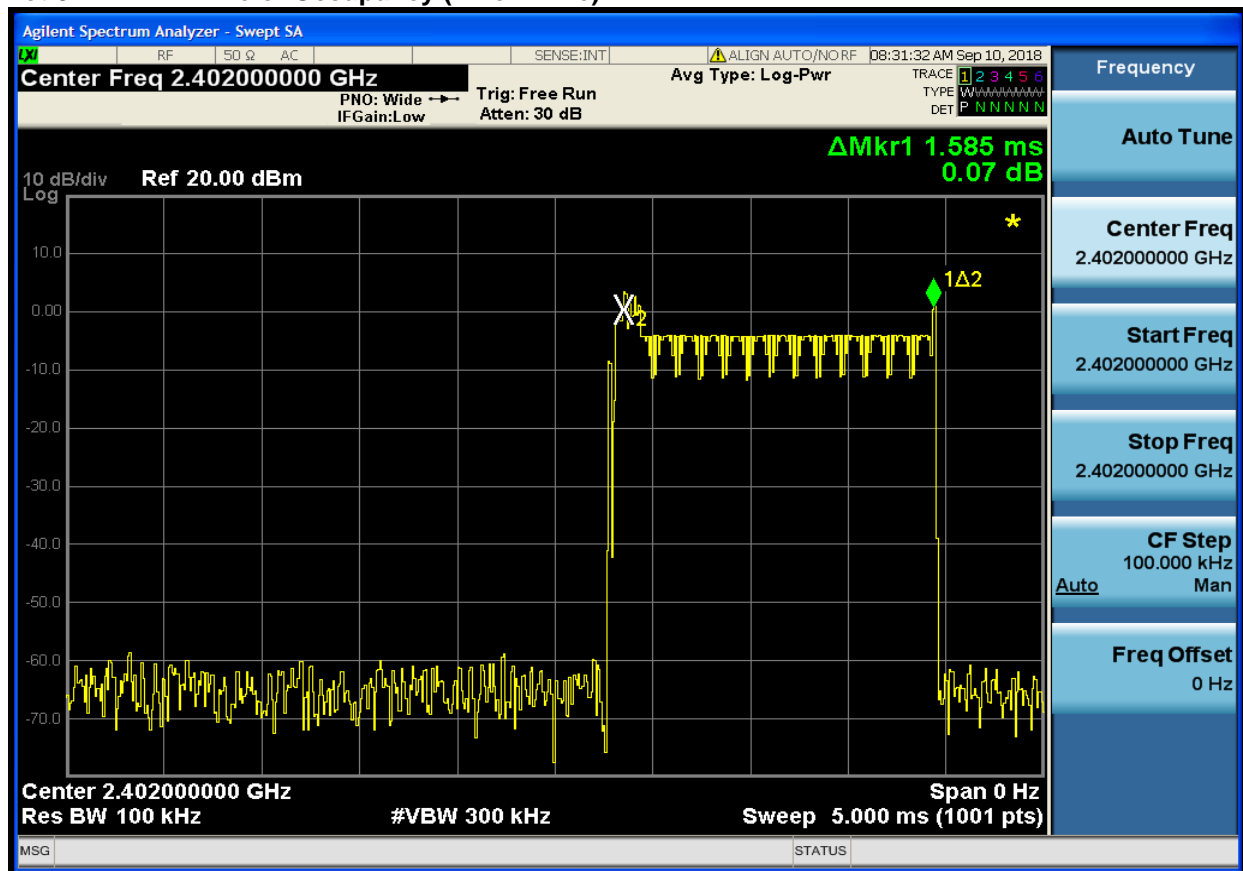 Agilent Spectrum Analyzer - Swept SA
LXI RF 50 Ω AC SENSE:INT ALIGN AUTO/NO RF 08:31:32 AM Sep 10, 2018
Center Freq 2.402000000 GHz
PNO: Wide
IFGain:Low
Trig: Free Run
Atten: 30 dB
Avg Type: Log-Pwr
TRACE 1 2 3 4 5 6
TYPE
DET P N N N N N
ΔMkr1 1.585 ms
0.07 dB
10 dB/div Ref 20.00 dBm
Log
10.0
0.00
-10.0
-20.0
-30.0
-40.0
-50.0
-60.0
-70.0
*
1Δ2
X2
Center 2.402000000 GHz Span 0 Hz
Res BW 100 kHz #VBW 300 kHz Sweep 5.000 ms (1001 pts)
MSG STATUS
Frequency
Auto Tune
Center Freq
2.402000000 GHz
Start Freq
2.402000000 GHz
Stop Freq
2.402000000 GHz
CF Step
100.000 kHz
Auto Man
Freq Offset
0 Hz